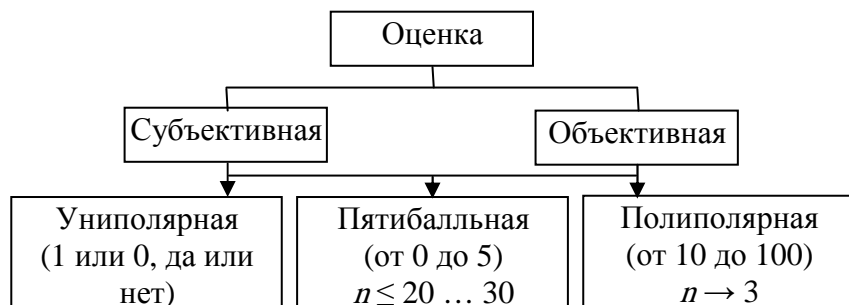 Оценка
Субъективная
Объективная
Униполярная
(1 или 0, да или
нет)
Пятибалльная
(от 0 до 5)
n ≤ 20 … 30
Полиполярная
(от 10 до 100)
n → 3